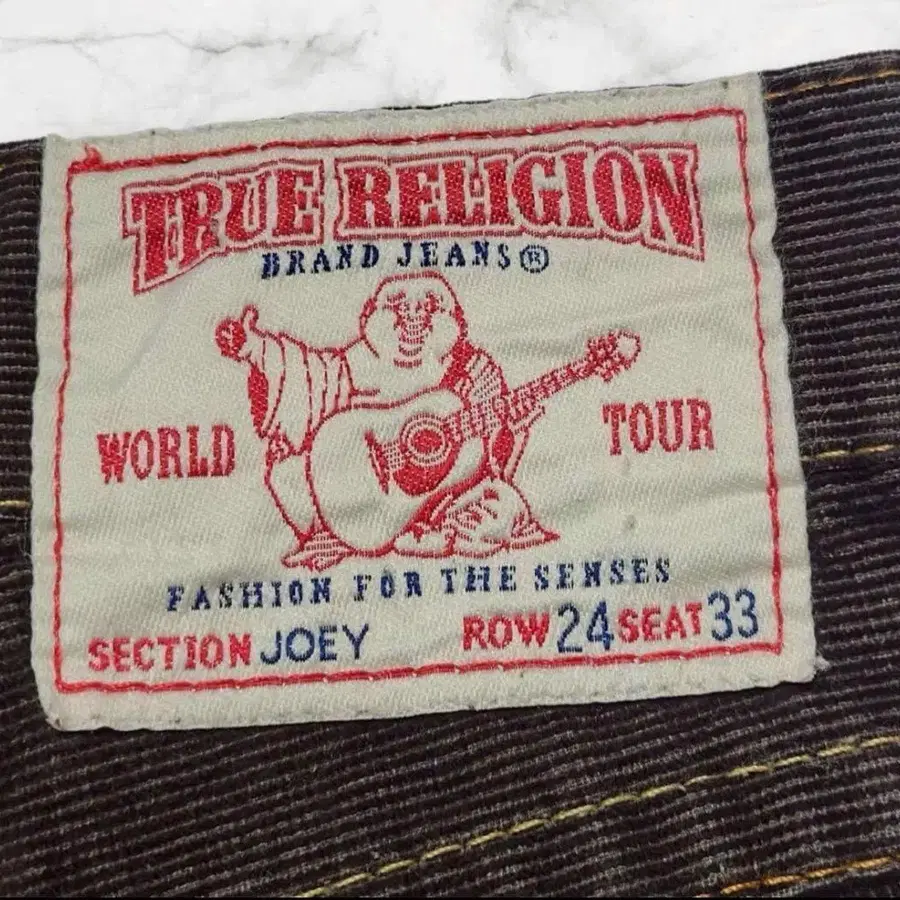 TRUE RELIGION
BRAND JEANS®
WORLD TOUR
FASHION FOR THE SENSES
SECTION JOEY ROW 24 SEAT 33